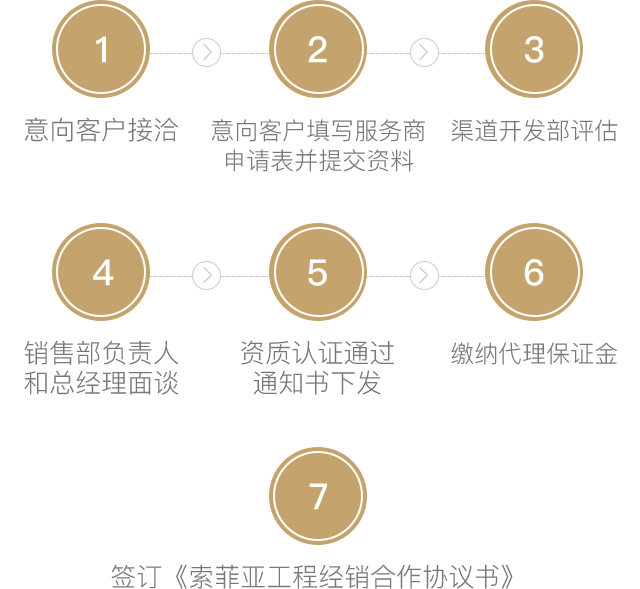 1
2
3
意向客户接洽
意向客户填写服务商
申请表并提交资料
渠道开发部评估
4
5
6
销售部负责人
和总经理面谈
资质认证通过
通知书下发
缴纳代理保证金
7
签订《索菲亚工程经销合作协议书》